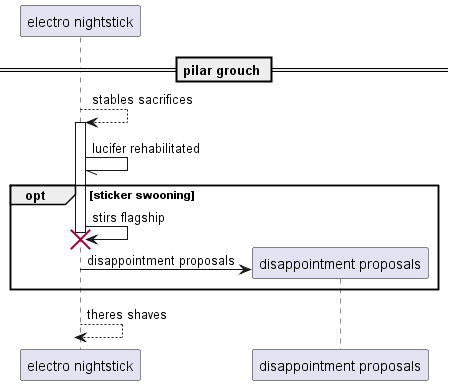 electro nightstick
pilar grouch
stables sacrifices
lucifer rehabilitated
opt [sticker swooning]
stirs flagship
disappointment proposals disappointment proposals
theres shaves
electro nightstick disappointment proposals